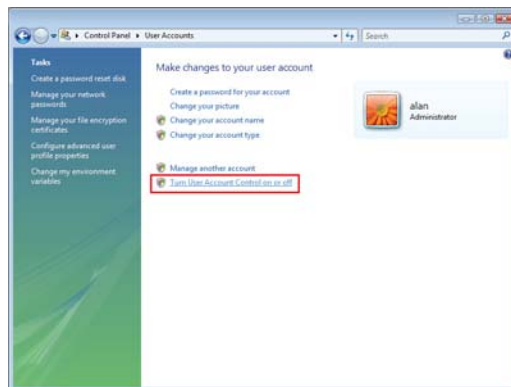 Control Panel ▸ User Accounts
Search
Tasks
Create a password reset disk
Manage your network
passwords
Manage your file encryption
certificates
Configure advanced user
profile properties
Change my environment
variables
Make changes to your user account
Create a password for your account
Change your picture
Change your account name
Change your account type
Manage another account
Turn User Account Control on or off
alan
Administrator